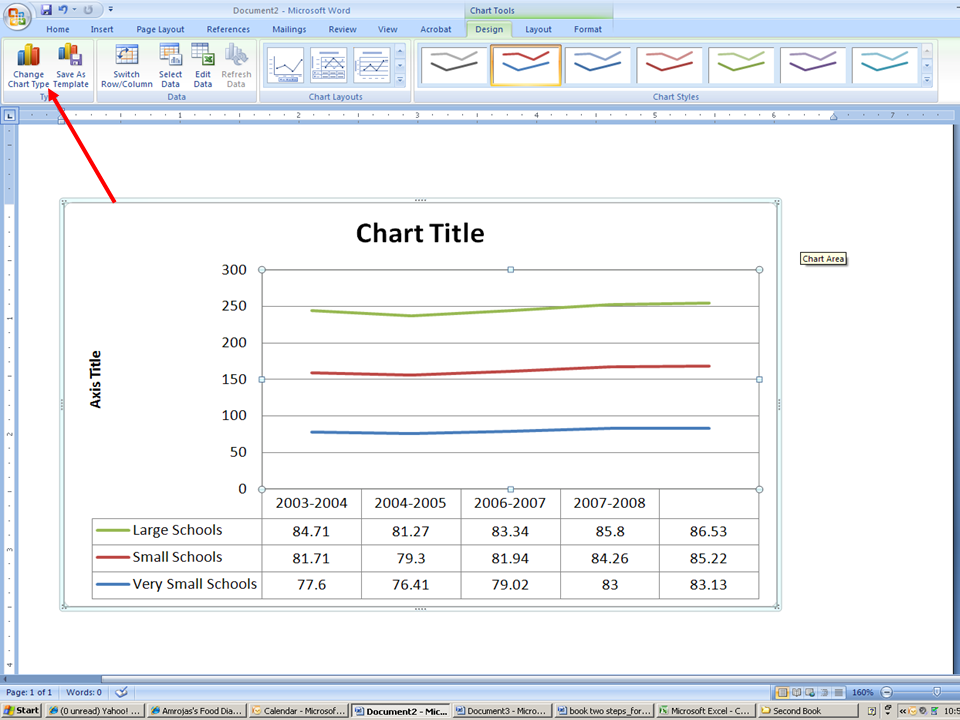 Document2 - Microsoft Word
Chart Tools
Home Insert Page Layout References Mailings Review View Acrobat Design Layout Format
Change Chart Type
Save As Template
Switch Row/Column
Select Data
Edit Data
Refresh Data
Data
Chart Layouts
Chart Styles
1 2 3 4 5 6 7
Chart Title
Chart Area
300
250
200
150
100
50
0
Axis Title
2003-2004 2004-2005 2006-2007 2007-2008
Large Schools 84.71 81.27 83.34 85.8 86.53
Small Schools 81.71 79.3 81.94 84.26 85.22
Very Small Schools 77.6 76.41 79.02 83 83.13
Page: 1 of 1 Words: 0 160%
Start (0 unread) Yahoo! ... Amrojas's Food Dia... Calendar - Microsof... Document2 - Mic... Document3 - Micro... book two steps_for... Microsoft Excel - C... Second Book